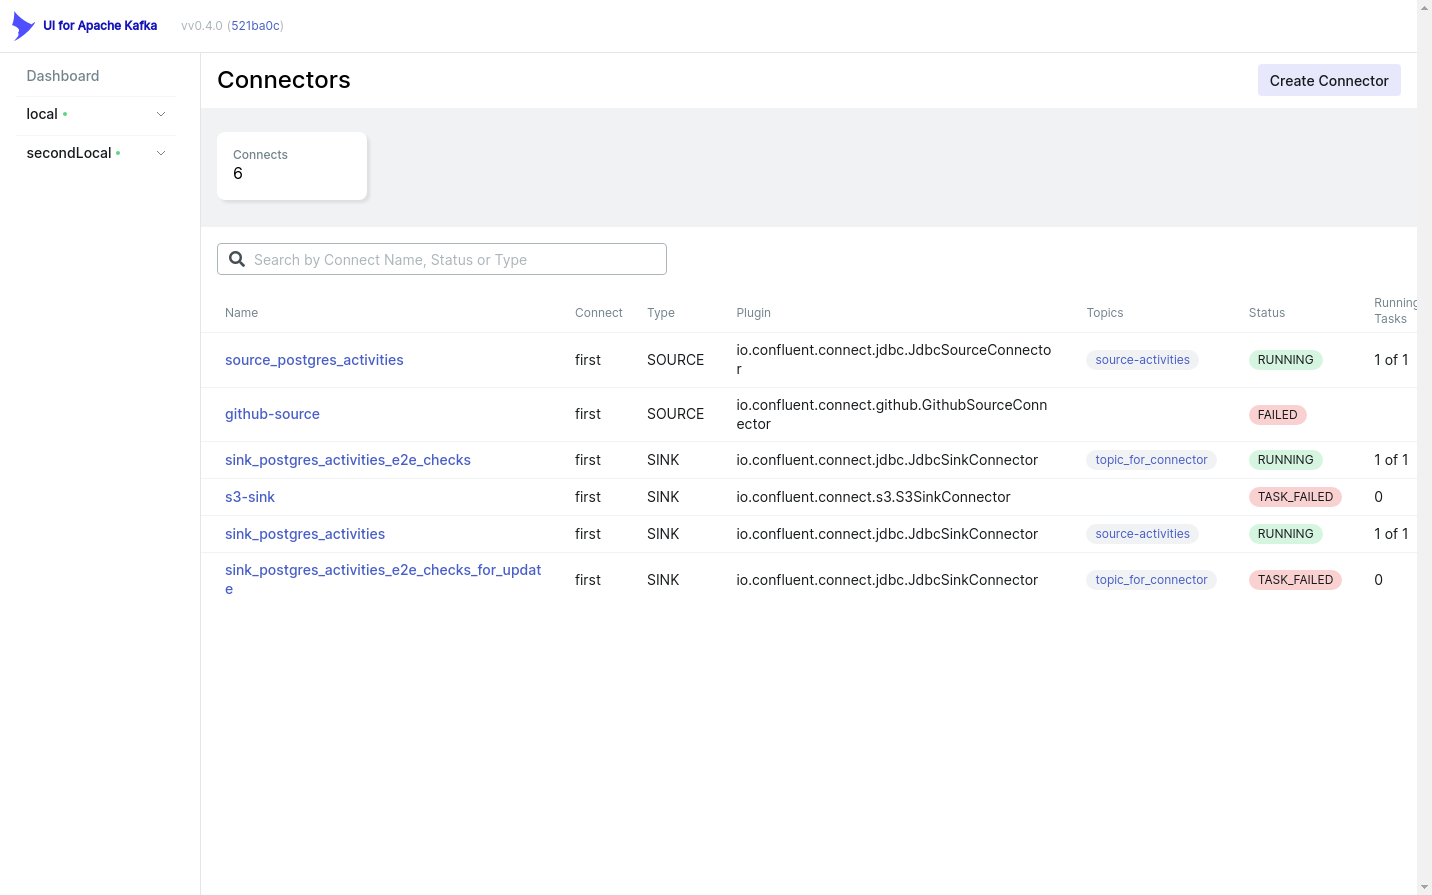 UI for Apache Kafka
vv0.4.0 (521ba0c)
Dashboard
local
secondLocal
Connectors
Create Connector
Connects
6
Search by Connect Name, Status or Type
Name Connect Type Plugin Topics Status Running Tasks
source_postgres_activities first SOURCE io.confluent.connect.jdbc.JdbcSourceConnecto
r source-activities RUNNING 1 of 1
github-source first SOURCE io.confluent.connect.github.GithubSourceConn
ector FAILED
sink_postgres_activities_e2e_checks first SINK io.confluent.connect.jdbc.JdbcSinkConnector topic_for_connector RUNNING 1 of 1
s3-sink first SINK io.confluent.connect.s3.S3SinkConnector TASK_FAILED 0
sink_postgres_activities first SINK io.confluent.connect.jdbc.JdbcSinkConnector source-activities RUNNING 1 of 1
sink_postgres_activities_e2e_checks_for_updat
e first SINK io.confluent.connect.jdbc.JdbcSinkConnector topic_for_connector TASK_FAILED 0